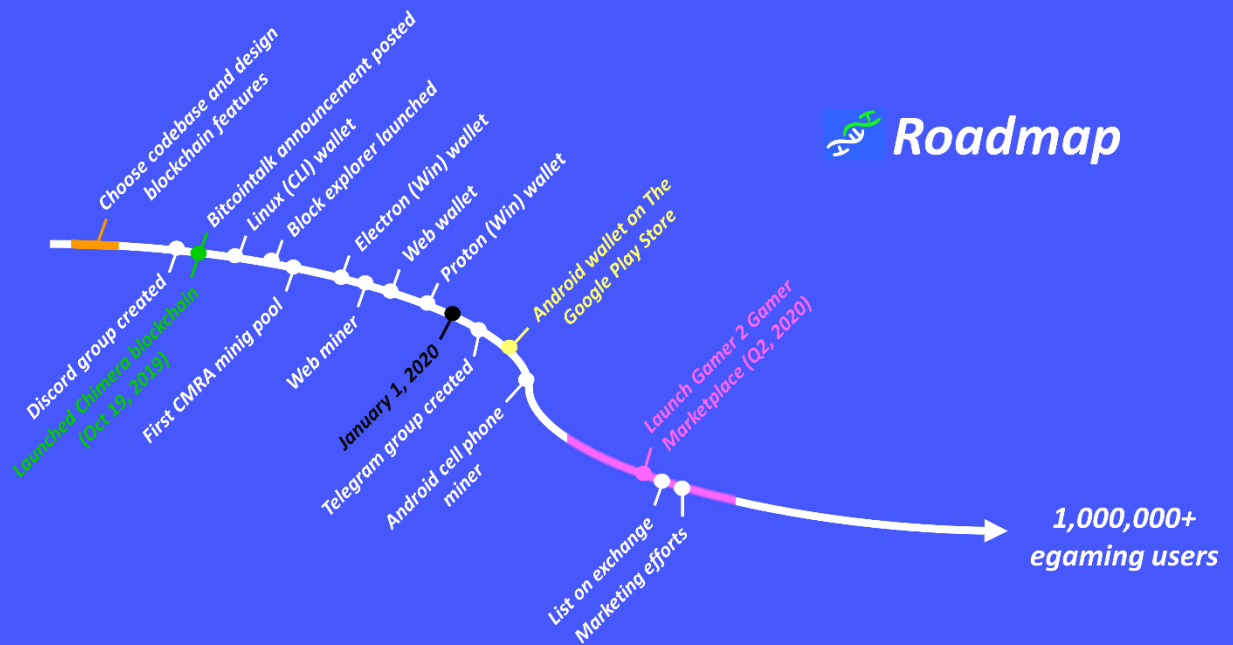 Roadmap
Choose codebase and design
blockchain features
Discord group created
Bitcointalk announcement posted
Launched Chimera blockchain
(Oct 19, 2019)
Linux (CLI) wallet
Block explorer launched
First CMRA minig pool
Electron (Win) wallet
Web miner
Web wallet
Proton (Win) wallet
January 1, 2020
Telegram group created
Android wallet on The
Google Play Store
Android cell phone
miner
Launch Gamer 2 Gamer
Marketplace (Q2, 2020)
List on exchange
Marketing efforts
1,000,000+
egaming users